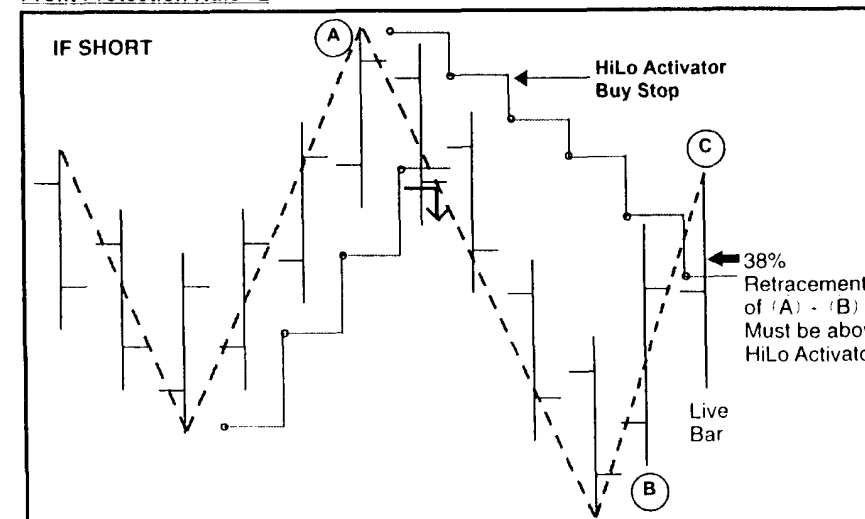 IF SHORT
A
HiLo Activator
Buy Stop
C
38%
Retracement
of (A) - (B)
Must be abov
HiLo Activato
Live
Bar
B